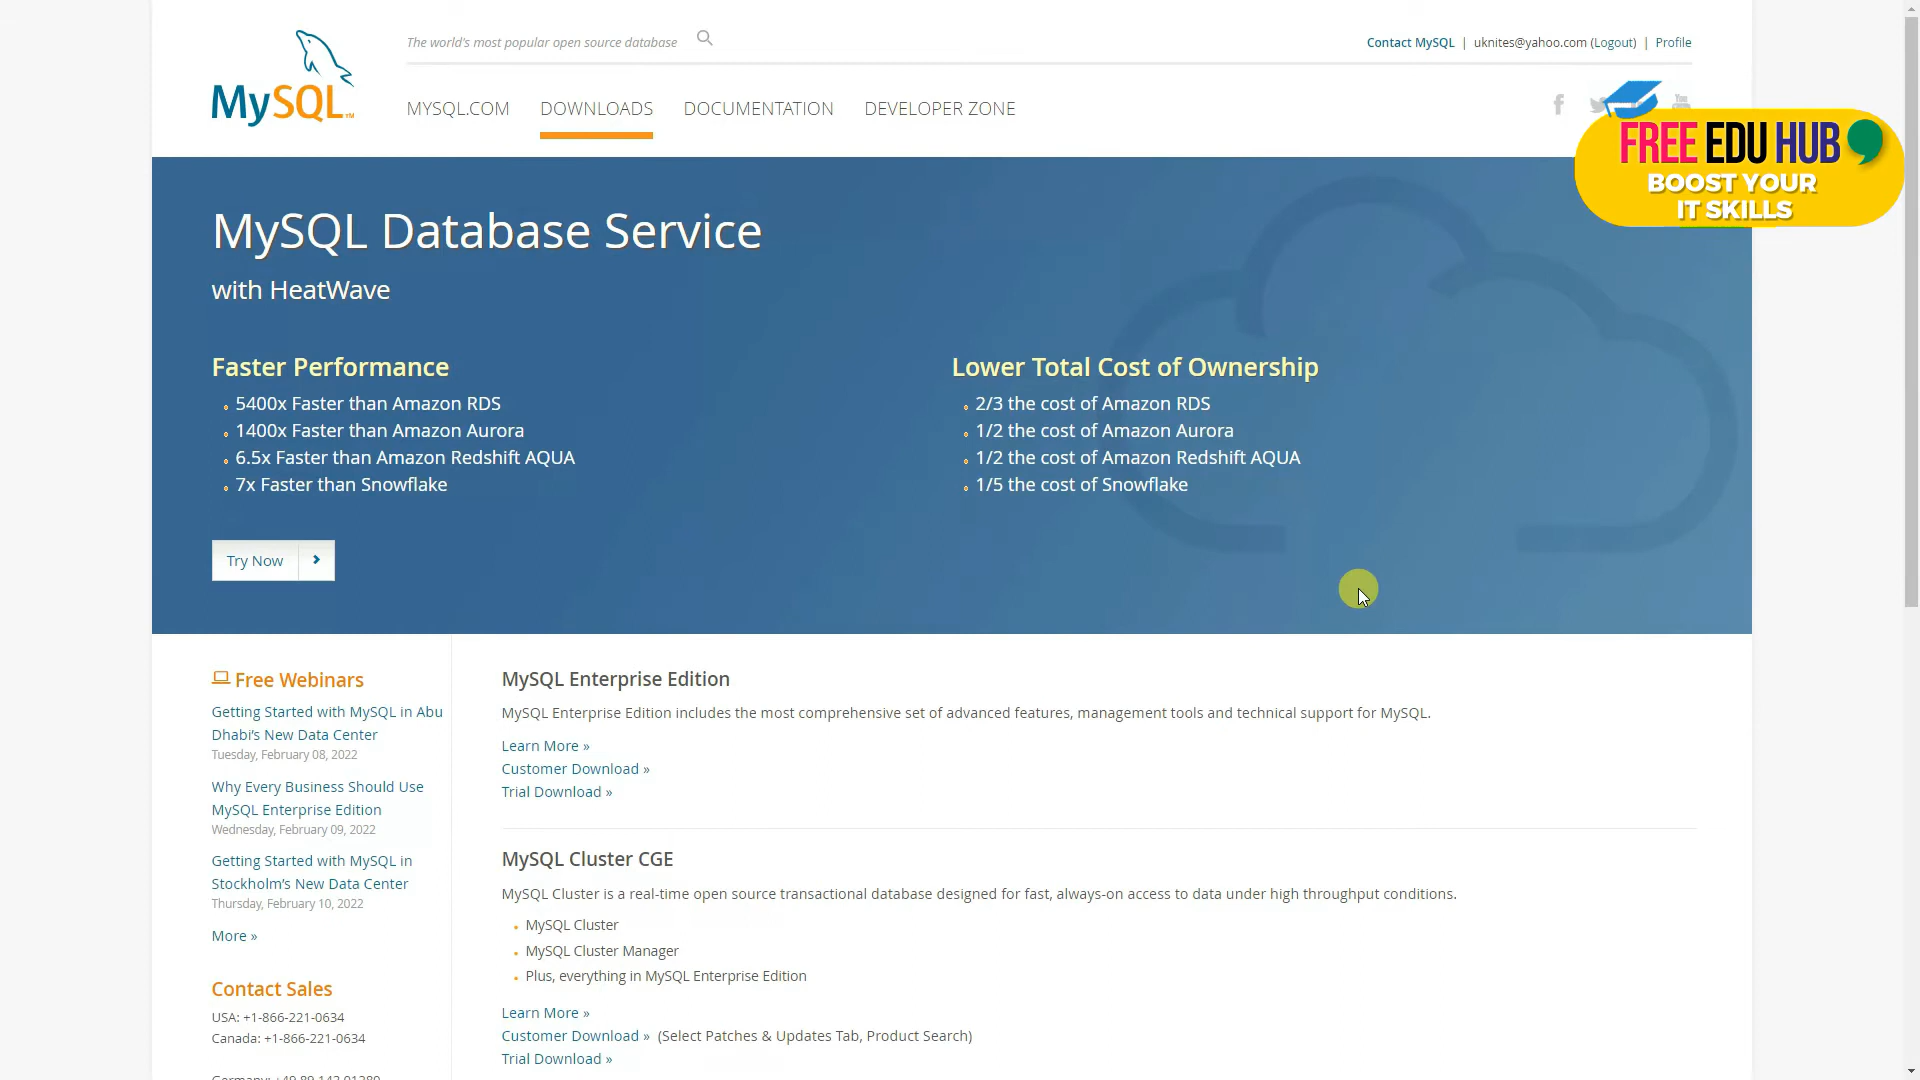 The world's most popular open source database
Contact MySQL | uknites@yahoo.com (Logout) | Profile
MySQL™
MYSQL.COM DOWNLOADS DOCUMENTATION DEVELOPER ZONE
f You
FREE EDU HUB
BOOST YOUR
IT SKILLS
MySQL Database Service
with HeatWave
Faster Performance
5400x Faster than Amazon RDS
1400x Faster than Amazon Aurora
6.5x Faster than Amazon Redshift AQUA
7x Faster than Snowflake
Lower Total Cost of Ownership
2/3 the cost of Amazon RDS
1/2 the cost of Amazon Aurora
1/2 the cost of Amazon Redshift AQUA
1/5 the cost of Snowflake
Try Now
Free Webinars
Getting Started with MySQL in Abu
Dhabi's New Data Center
Tuesday, February 08, 2022
Why Every Business Should Use
MySQL Enterprise Edition
Wednesday, February 09, 2022
Getting Started with MySQL in
Stockholm's New Data Center
Thursday, February 10, 2022
More »
Contact Sales
USA: +1-866-221-0634
Canada: +1-866-221-0634
Germany: +49 89 143 01280
MySQL Enterprise Edition
MySQL Enterprise Edition includes the most comprehensive set of advanced features, management tools and technical support for MySQL.
Learn More »
Customer Download »
Trial Download »
MySQL Cluster CGE
MySQL Cluster is a real-time open source transactional database designed for fast, always-on access to data under high throughput conditions.
MySQL Cluster
MySQL Cluster Manager
Plus, everything in MySQL Enterprise Edition
Learn More »
Customer Download » (Select Patches & Updates Tab, Product Search)
Trial Download »